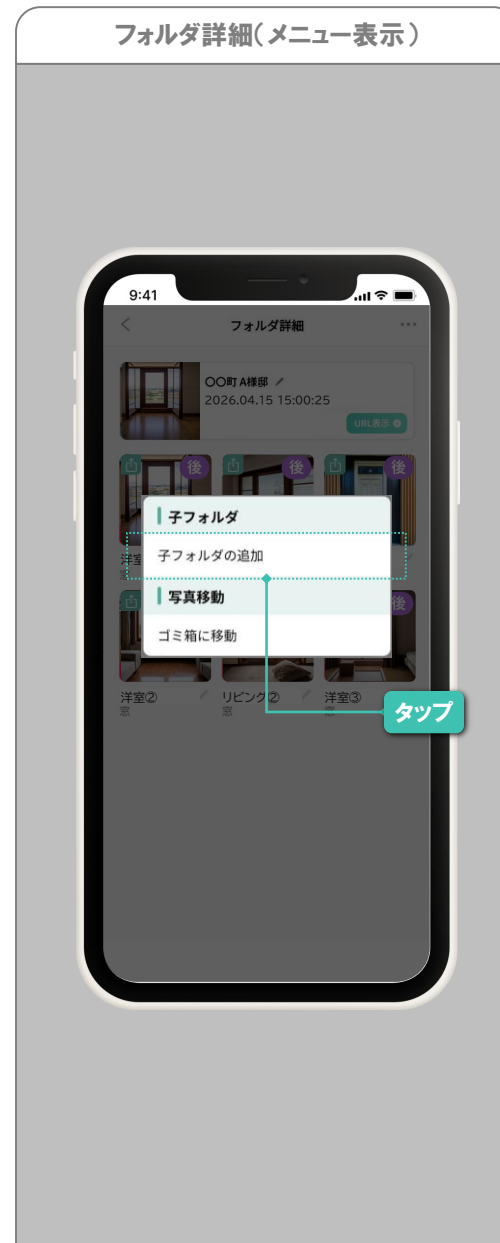 フォルダ詳細(メニュー表示)
9:41
フォルダ詳細
〇〇町 A様邸
2026.04.15 15:00:25
URL表示
後 後 後
子フォルダ
洋室
窓
子フォルダの追加
写真移動
後
ゴミ箱に移動
洋室② リビング② 洋室③
窓 窓 窓
タップ